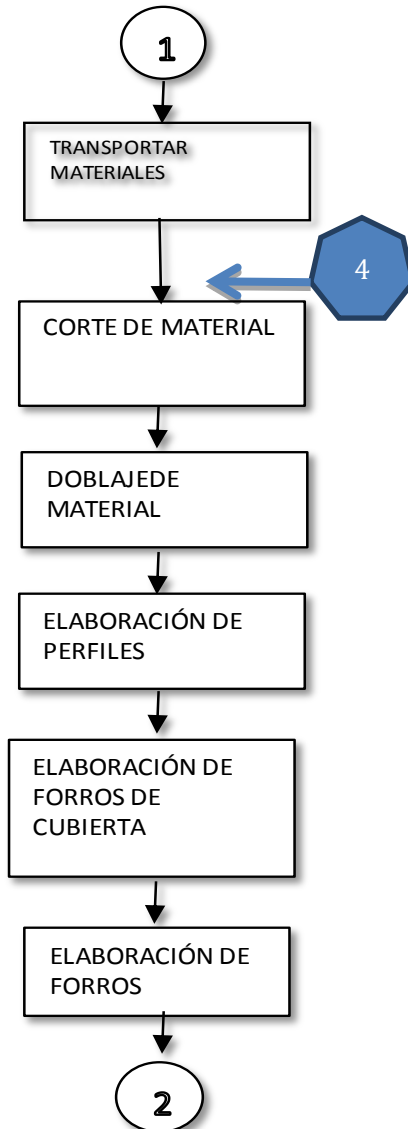 1
TRANSPORTAR
MATERIALES
4
CORTE DE MATERIAL
DOBLAJEDE
MATERIAL
ELABORACIÓN DE
PERFILES
ELABORACIÓN DE
FORROS DE
CUBIERTA
ELABORACIÓN DE
FORROS
2